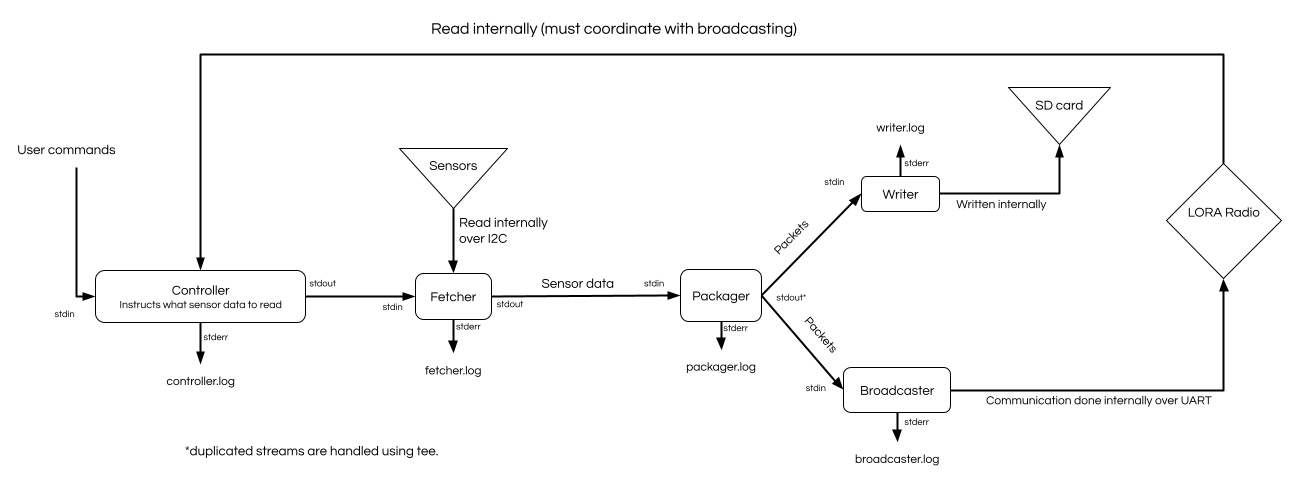 Read internally (must coordinate with broadcasting)
SD card
writer.log
User commands
Sensors
stderr
stdin
Writer
Written internally
LORA Radio
Read internally
over I2C
Packets
Controller
Instructs what sensor data to read
stdout
stdin
stdin
Fetcher
Sensor data
stdout
stdin
Packager
stdout*
stderr
stderr
stderr
Packets
controller.log
fetcher.log
packager.log
stdin
Broadcaster
Communication done internally over UART
stderr
broadcaster.log
*duplicated streams are handled using tee.